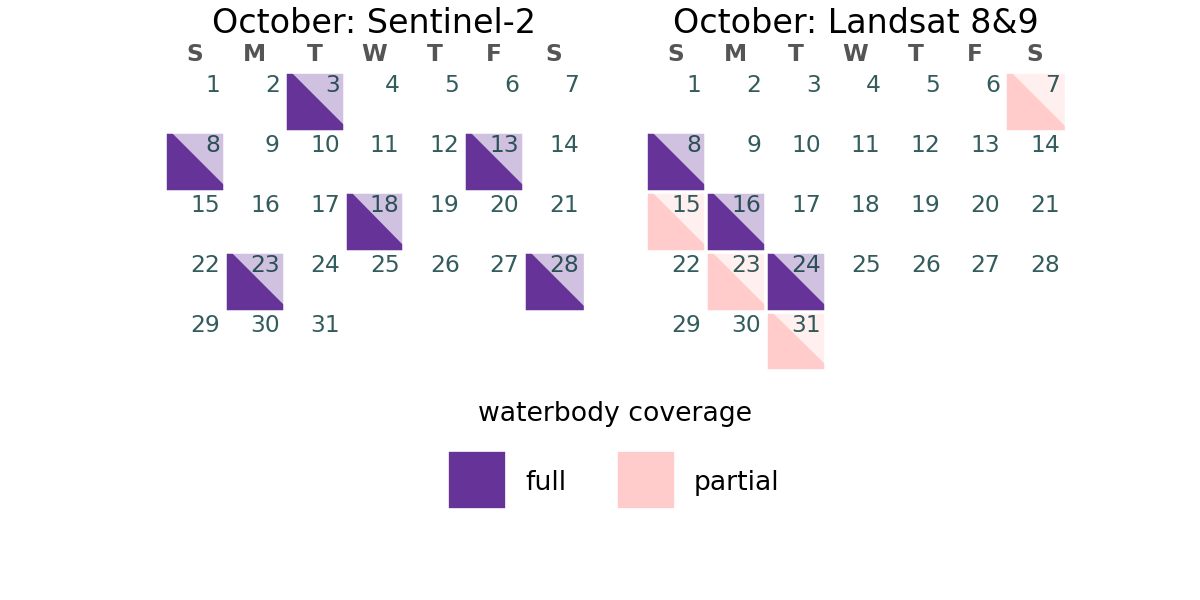 October: Sentinel-2
S M T W T F S
1 2 3 4 5 6 7
8 9 10 11 12 13 14
15 16 17 18 19 20 21
22 23 24 25 26 27 28
29 30 31
October: Landsat 8&9
S M T W T F S
1 2 3 4 5 6 7
8 9 10 11 12 13 14
15 16 17 18 19 20 21
22 23 24 25 26 27 28
29 30 31
waterbody coverage
full partial